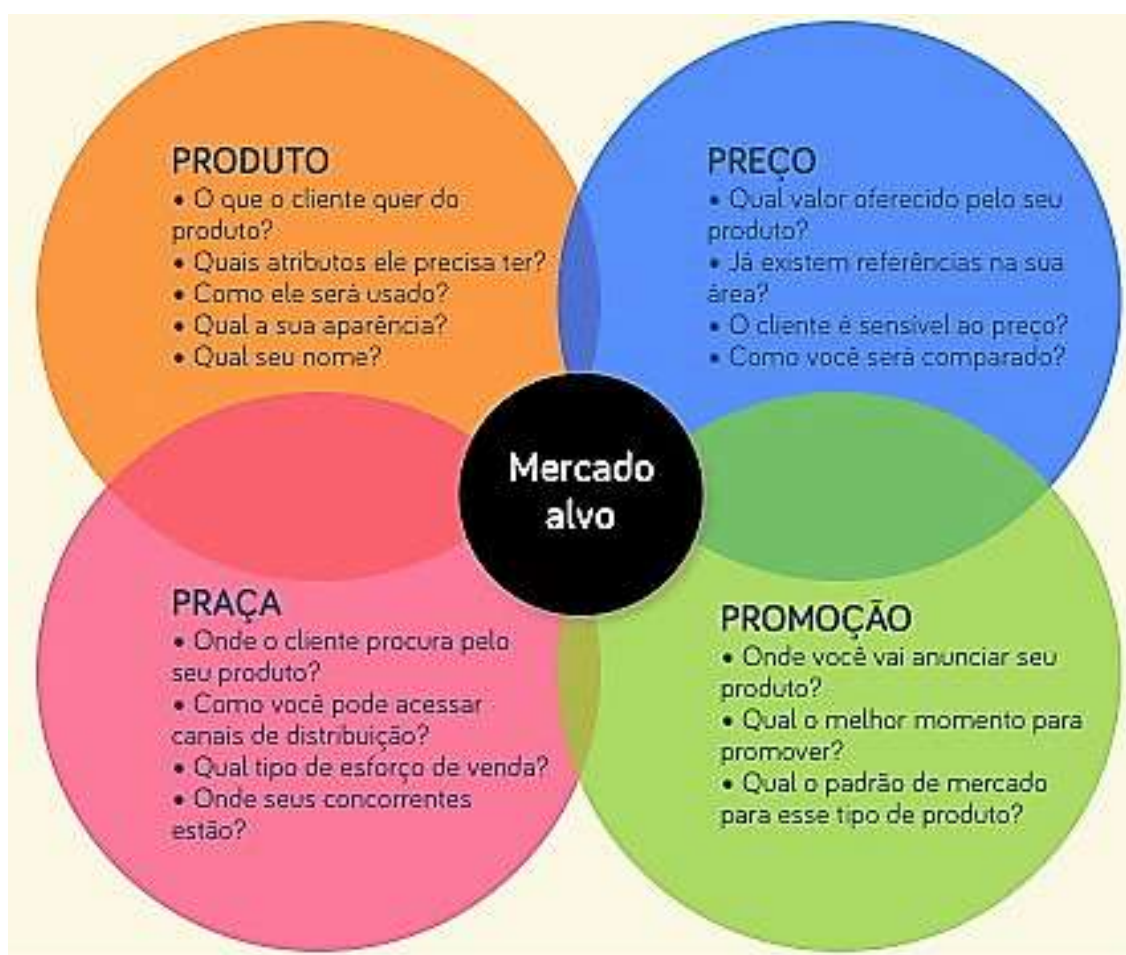 PRODUTO
• O que o cliente quer do
produto?
• Quais atributos ele precisa ter?
• Como ele será usado?
• Qual a sua aparência?
• Qual seu nome?
PREÇO
• Qual valor oferecido pelo seu
produto?
• Já existem referências na sua
área?
• O cliente é sensível ao preço?
• Como você será comparado?
Mercado
alvo
PRAÇA
• Onde o cliente procura pelo
seu produto?
• Como você pode acessar
canais de distribuição?
• Qual tipo de esforço de venda?
• Onde seus concorrentes
estão?
PROMOÇÃO
• Onde você vai anunciar seu
produto?
• Qual o melhor momento para
promover?
• Qual o padrão de mercado
para esse tipo de produto?